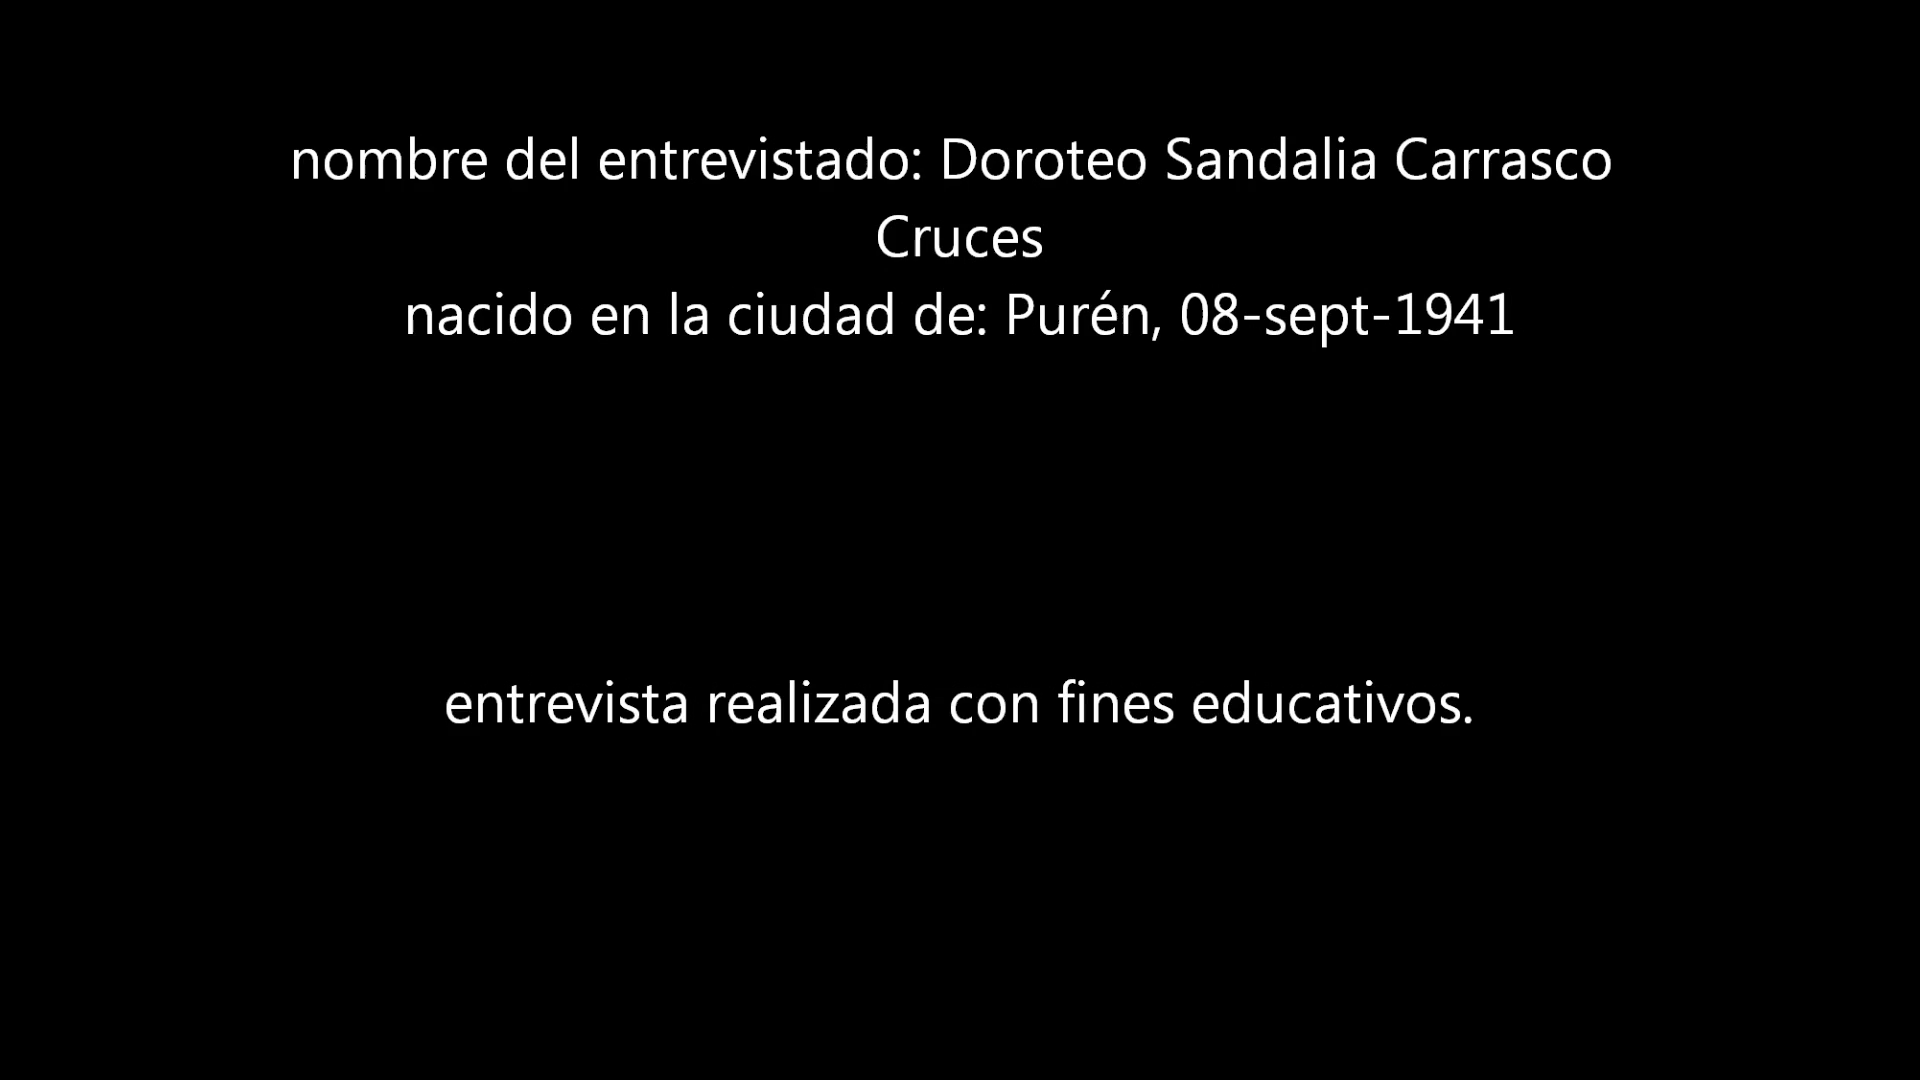 nombre del entrevistado: Doroteo Sandalia Carrasco
Cruces
nacido en la ciudad de: Purén, 08-sept-1941
entrevista realizada con fines educativos.